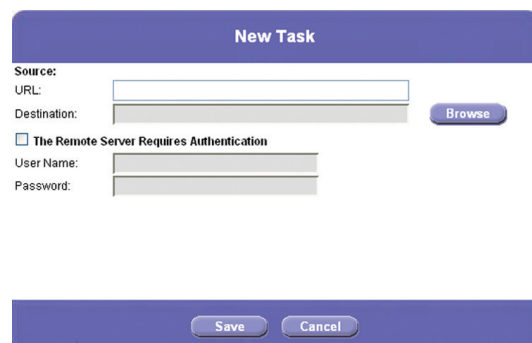 New Task
Source:
URL:
Destination:
Browse
The Remote Server Requires Authentication
User Name:
Password:
Save
Cancel